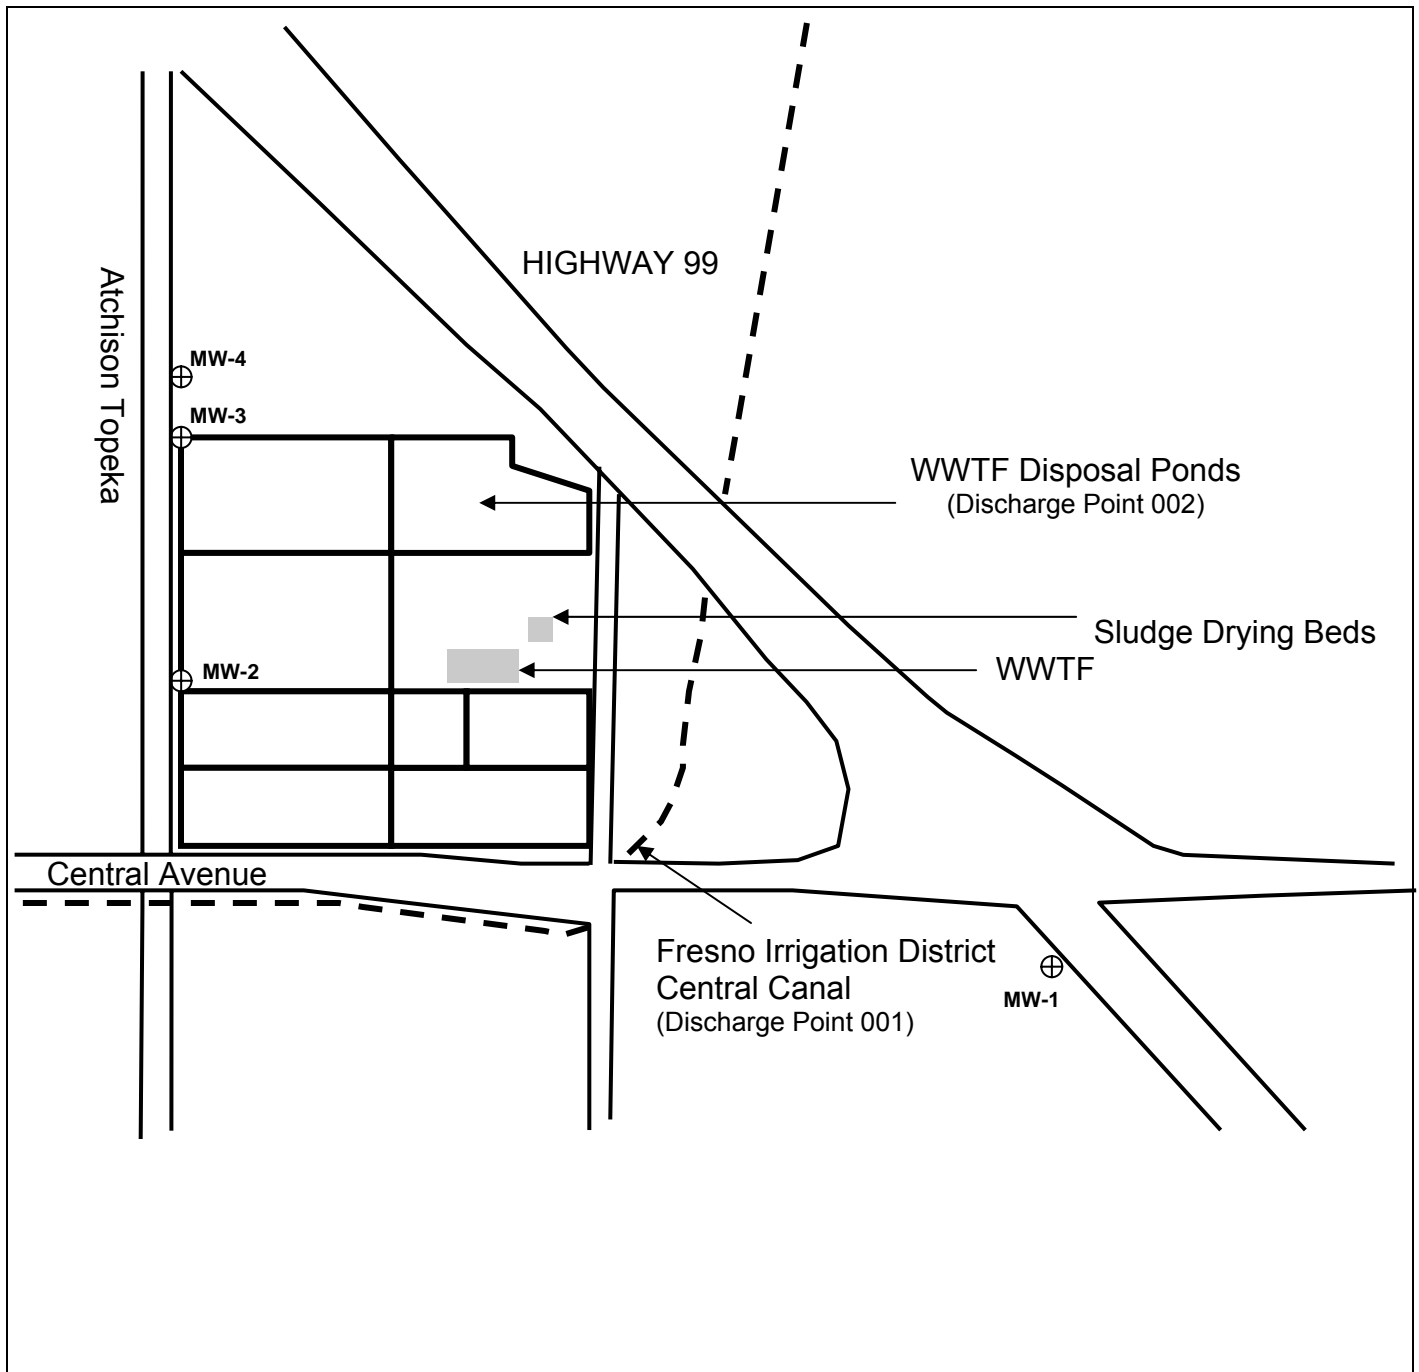 HIGHWAY 99
Atchison Topeka
MW-4
MW-3
WWTF Disposal Ponds
(Discharge Point 002)
Sludge Drying Beds
WWTF
MW-2
Central Avenue
Fresno Irrigation District
Central Canal
(Discharge Point 001)
MW-1